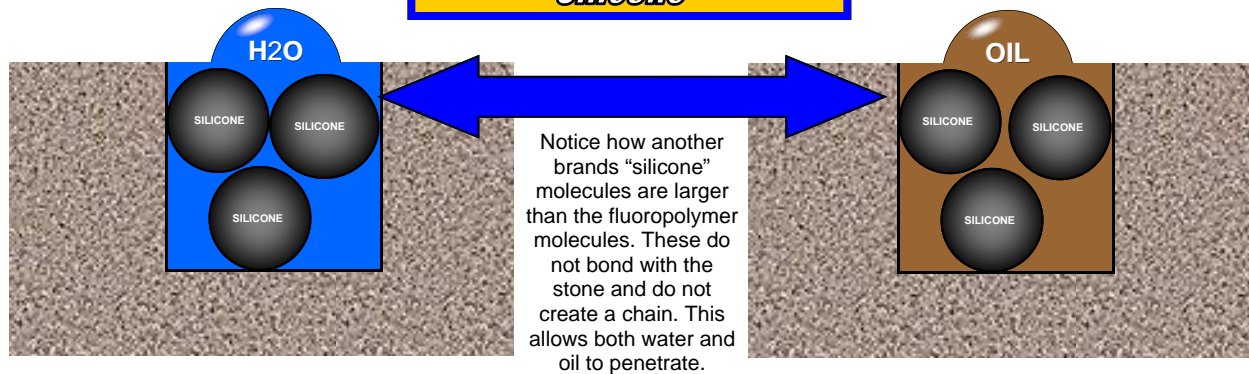 Silicone
H2O
OIL
SILICONE
SILICONE
SILICONE
SILICONE
SILICONE
SILICONE
Notice how another
brands “silicone”
molecules are larger
than the fluoropolymer
molecules. These do
not bond with the
stone and do not
create a chain. This
allows both water and
oil to penetrate.